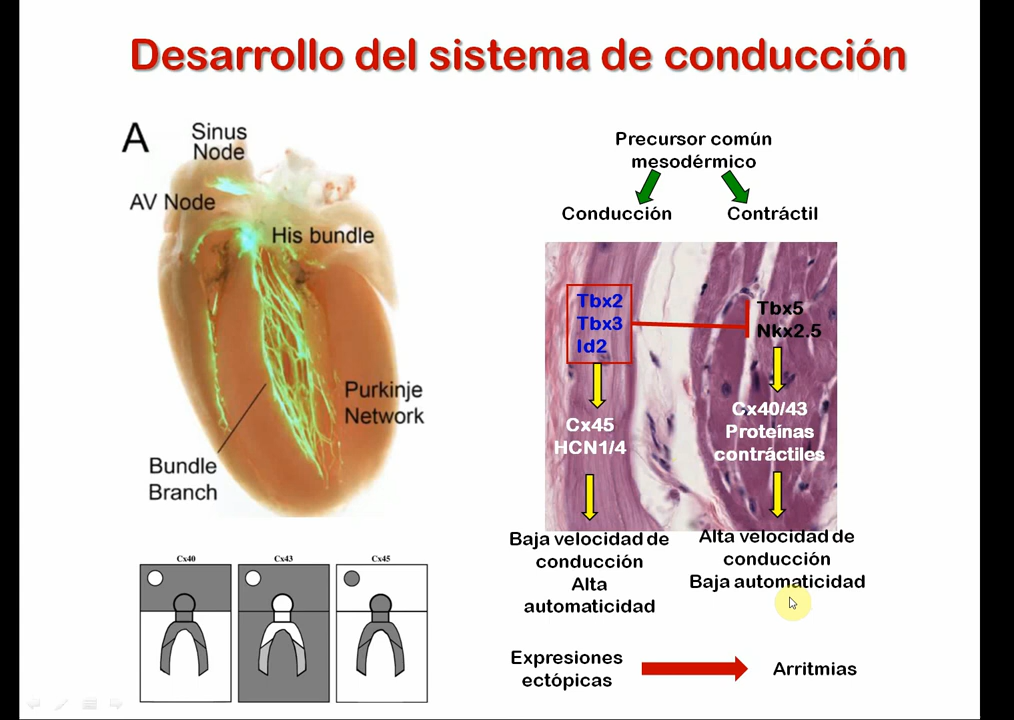 Desarrollo del sistema de conducción
A
Sinus
Node
AV Node
His bundle
Purkinje
Network
Bundle
Branch
Cx40
Cx43
Cx45
Precursor común
mesodérmico
Conducción
Contráctil
Tbx2
Tbx3
Id2
Tbx5
Nkx2.5
Cx45
HCN1/4
Cx40/43
Proteínas
contráctiles
Baja velocidad de
conducción
Alta
automaticidad
Alta velocidad de
conducción
Baja automaticidad
Expresiones
ectópicas
Arritmias